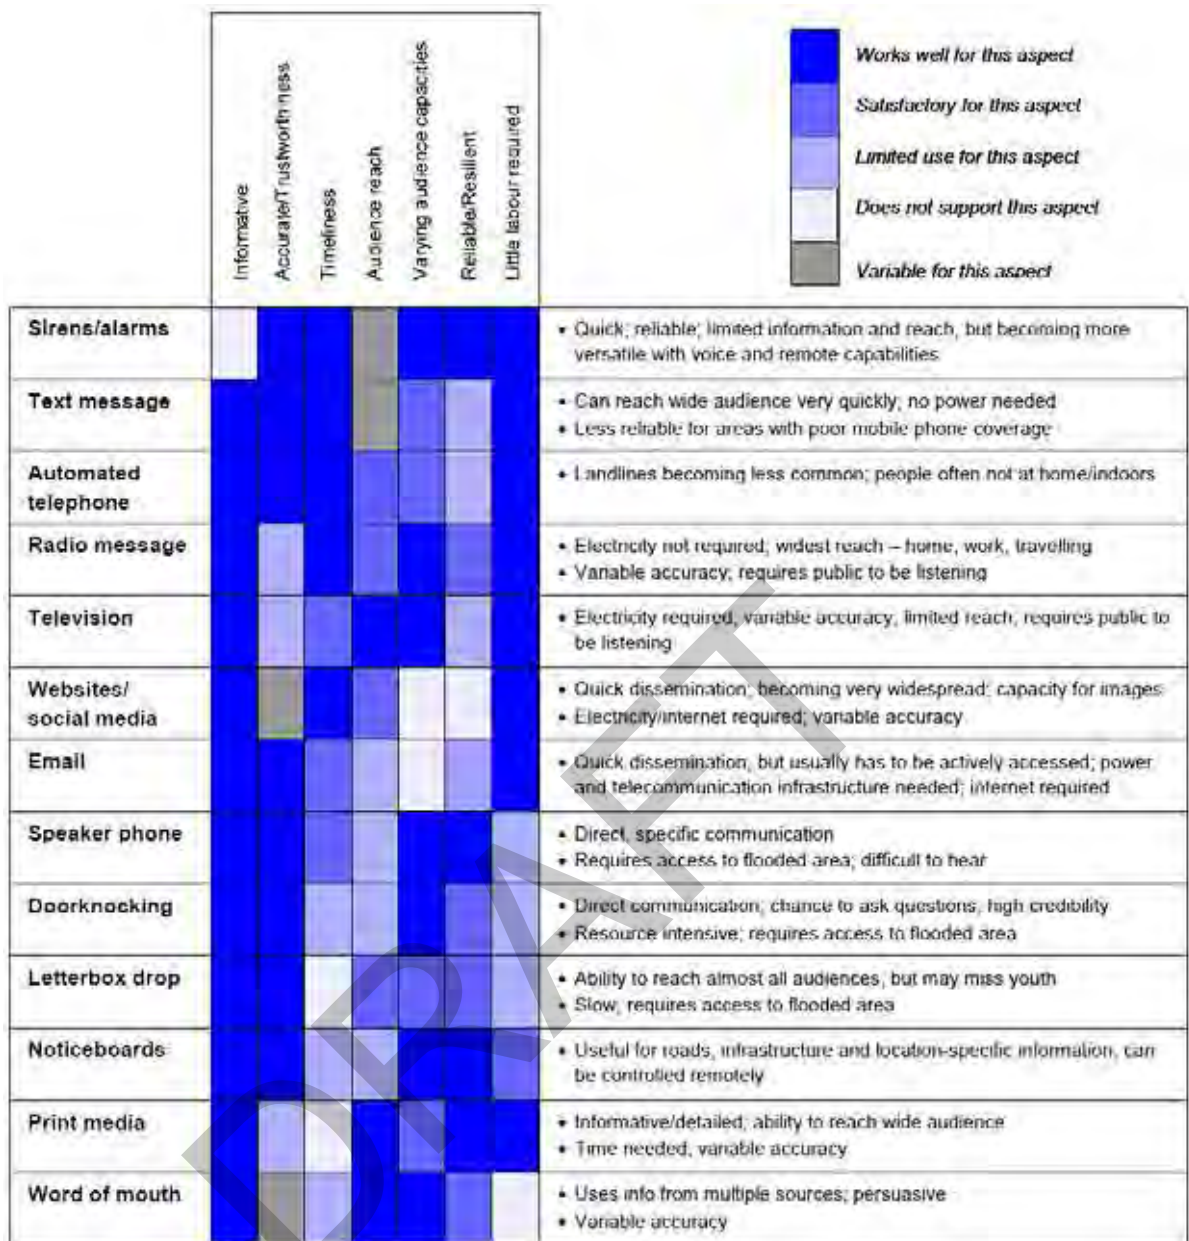 Informative
Accurate/Trustworthiness
Timeliness
Audience reach
Varying audience capacities
Reliable/Resilient
Little labour required
Works well for this aspect
Satisfactory for this aspect
Limited use for this aspect
Does not support this aspect
Variable for this aspect
Sirens/alarms
• Quick; reliable; limited information and reach, but becoming more
versatile with voice and remote capabilities
Text message
• Can reach wide audience very quickly; no power needed
• Less reliable for areas with poor mobile phone coverage
Automated
telephone
• Landlines becoming less common; people often not at home/indoors
Radio message
• Electricity not required; widest reach – home, work, travelling
• Variable accuracy; requires public to be listening
Television
• Electricity required; variable accuracy; limited reach; requires public to
be listening
Websites/
social media
• Quick dissemination; becoming very widespread; capacity for images
• Electricity/internet required; variable accuracy
Email
• Quick dissemination, but usually has to be actively accessed; power
and telecommunication infrastructure needed; internet required
Speaker phone
• Direct, specific communication
• Requires access to flooded area; difficult to hear
Doorknocking
• Direct communication; chance to ask questions, high credibility
• Resource intensive; requires access to flooded area
Letterbox drop
• Ability to reach almost all audiences, but may miss youth
• Slow; requires access to flooded area
Noticeboards
• Useful for roads, infrastructure and location-specific information, can
be controlled remotely
Print media
• Informative/detailed; ability to reach wide audience
• Time needed, variable accuracy
Word of mouth
• Uses info from multiple sources; persuasive
• Variable accuracy
DRAFT